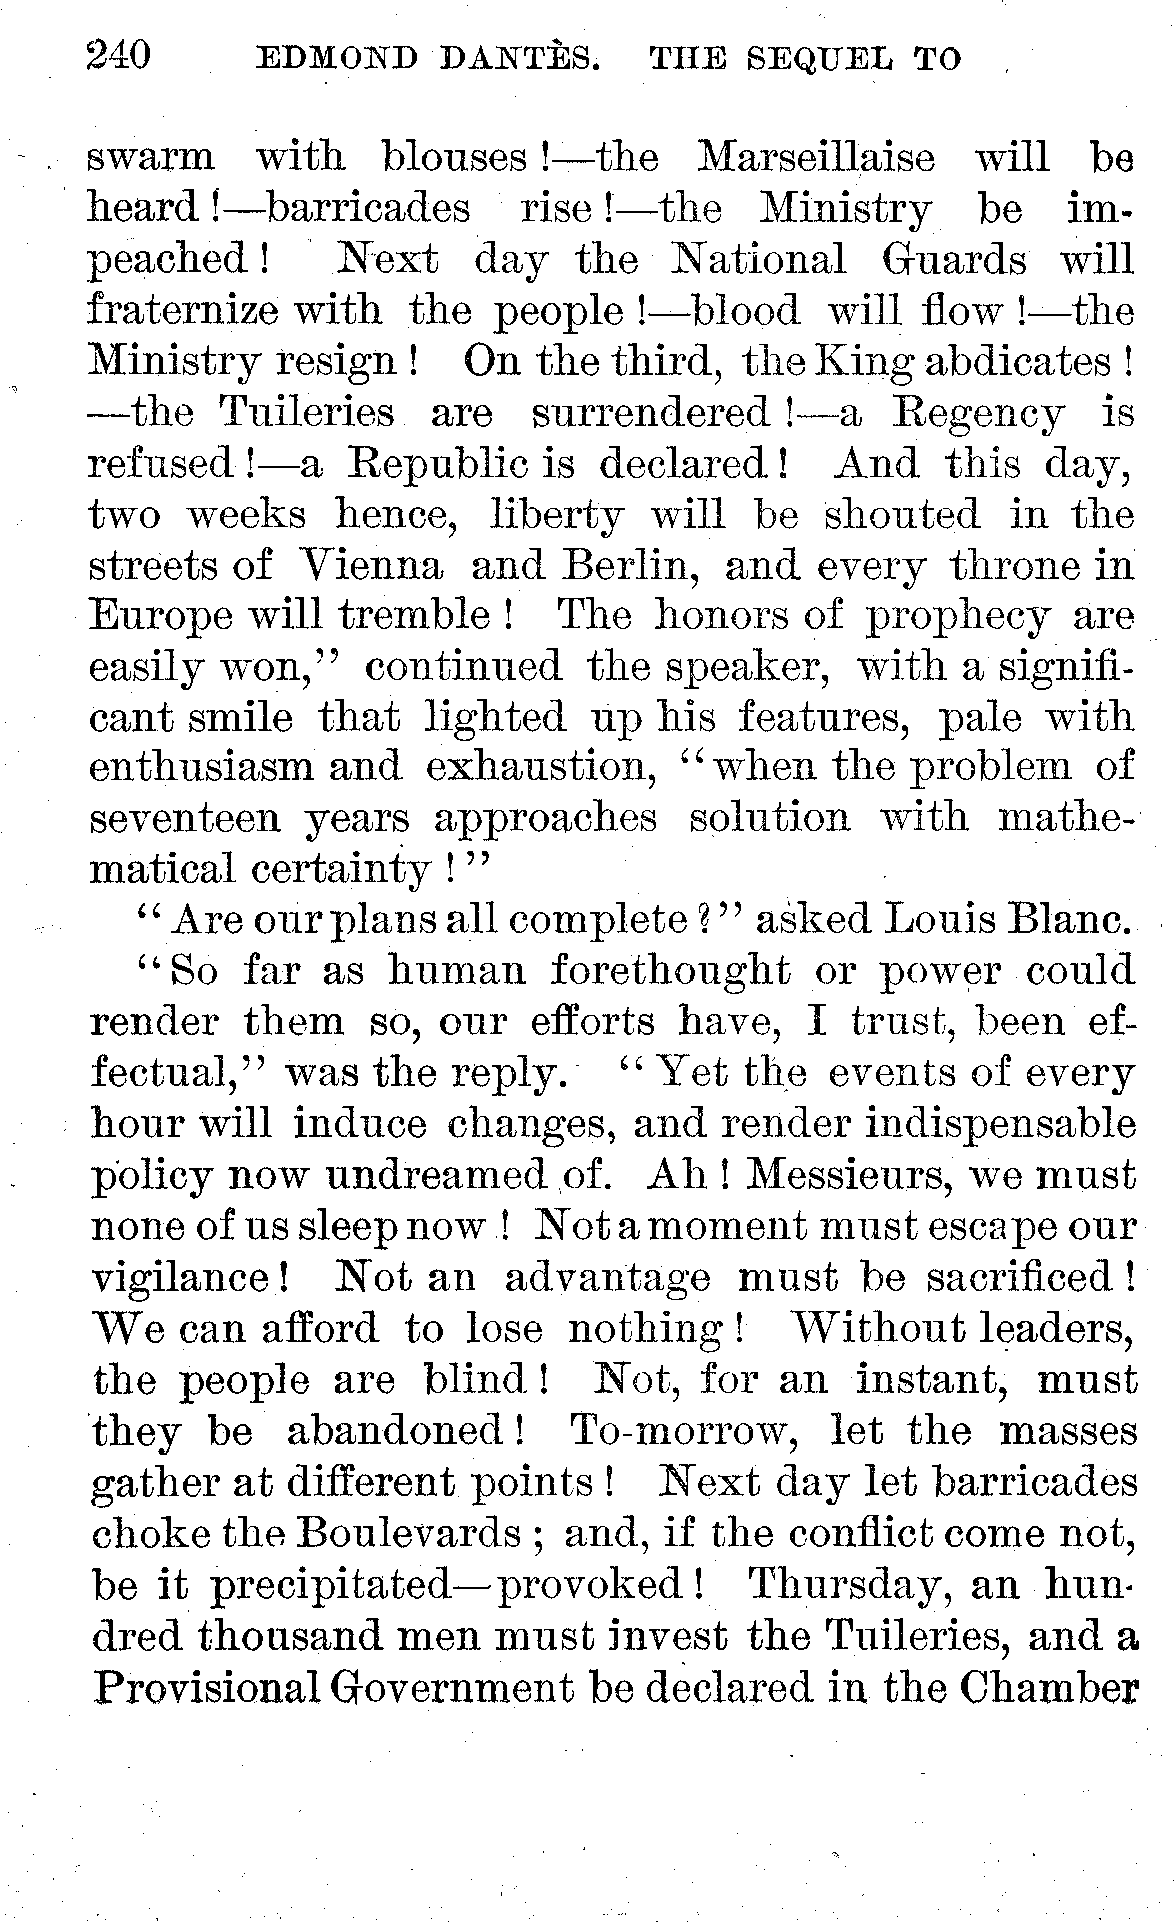 240 EDMOND DANTÈS. THE SEQUEL TO
swarm with blouses !—the Marseillaise will be
heard !—barricades rise !—the Ministry be im-
peached ! Next day the National Guards will
fraternize with the people !—blood will flow !—the
Ministry resign ! On the third, the King abdicates !
—the Tuileries are surrendered !—a Regency is
refused !—a Republic is declared ! And this day,
two weeks hence, liberty will be shouted in the
streets of Vienna and Berlin, and every throne in
Europe will tremble ! The honors of prophecy are
easily won,” continued the speaker, with a signifi-
cant smile that lighted up his features, pale with
enthusiasm and exhaustion, “when the problem of
seventeen years approaches solution with mathe-
matical certainty !”
“Are our plans all complete ?” asked Louis Blanc.
“So far as human forethought or power could
render them so, our efforts have, I trust, been ef-
fectual,” was the reply. “Yet the events of every
hour will induce changes, and render indispensable
policy now undreamed of. Ah ! Messieurs, we must
none of us sleep now ! Not a moment must escape our
vigilance ! Not an advantage must be sacrificed !
We can afford to lose nothing ! Without leaders,
the people are blind ! Not, for an instant, must
they be abandoned ! To-morrow, let the masses
gather at different points ! Next day let barricades
choke the Boulevards ; and, if the conflict come not,
be it precipitated—provoked ! Thursday, an hun-
dred thousand men must invest the Tuileries, and a
Provisional Government be declared in the Chamber